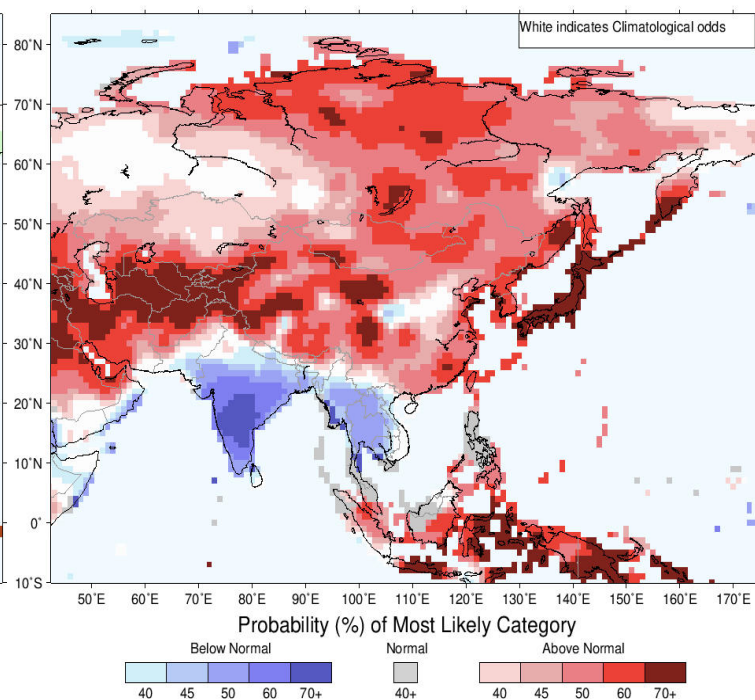 White indicates Climatological odds
80°N
70°N
60°N
50°N
40°N
30°N
20°N
10°N
0°
10°S
50°E 60°E 70°E 80°E 90°E 100°E 110°E 120°E 130°E 140°E 150°E 160°E 170°E
Probability (%) of Most Likely Category
Below Normal Normal Above Normal
40 45 50 60 70+ 40+ 40 45 50 60 70+